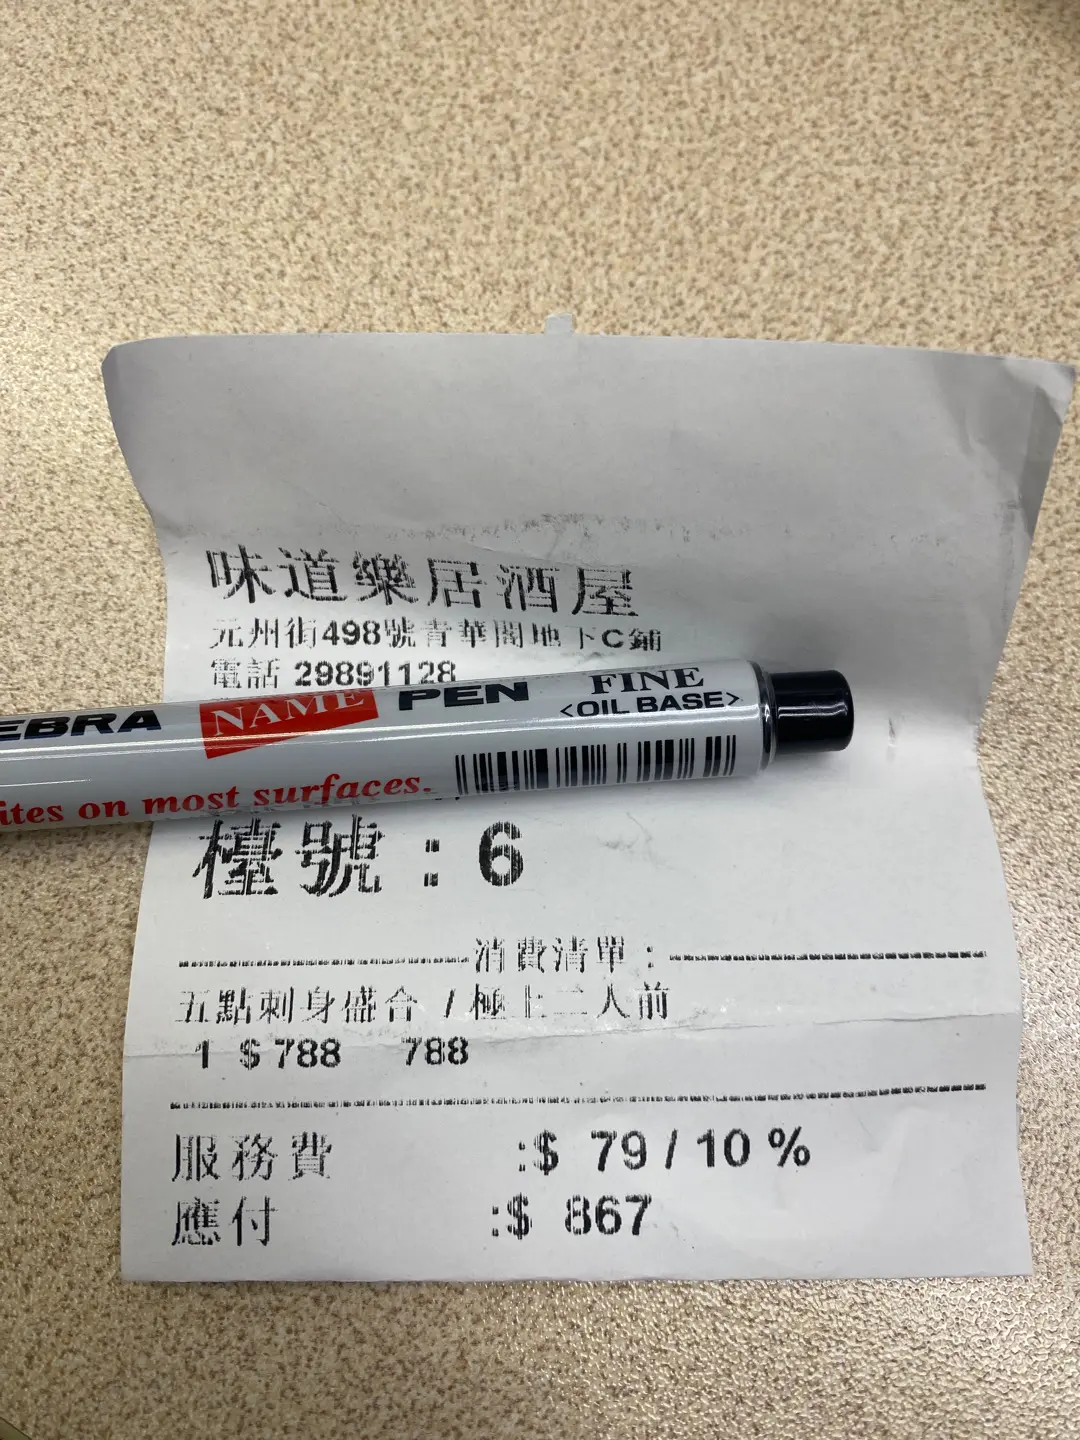 味道樂居酒屋
元州街498號菁華閣地下C鋪
電話 29891128
EBRA NAME PEN FINE
<OIL BASE>
ites on most surfaces.
檯號 : 6
消費清單 :
五點刺身盛合 / 極上二人前
1 $ 788 788
服務費 :$ 79 / 10 %
應付 :$ 867